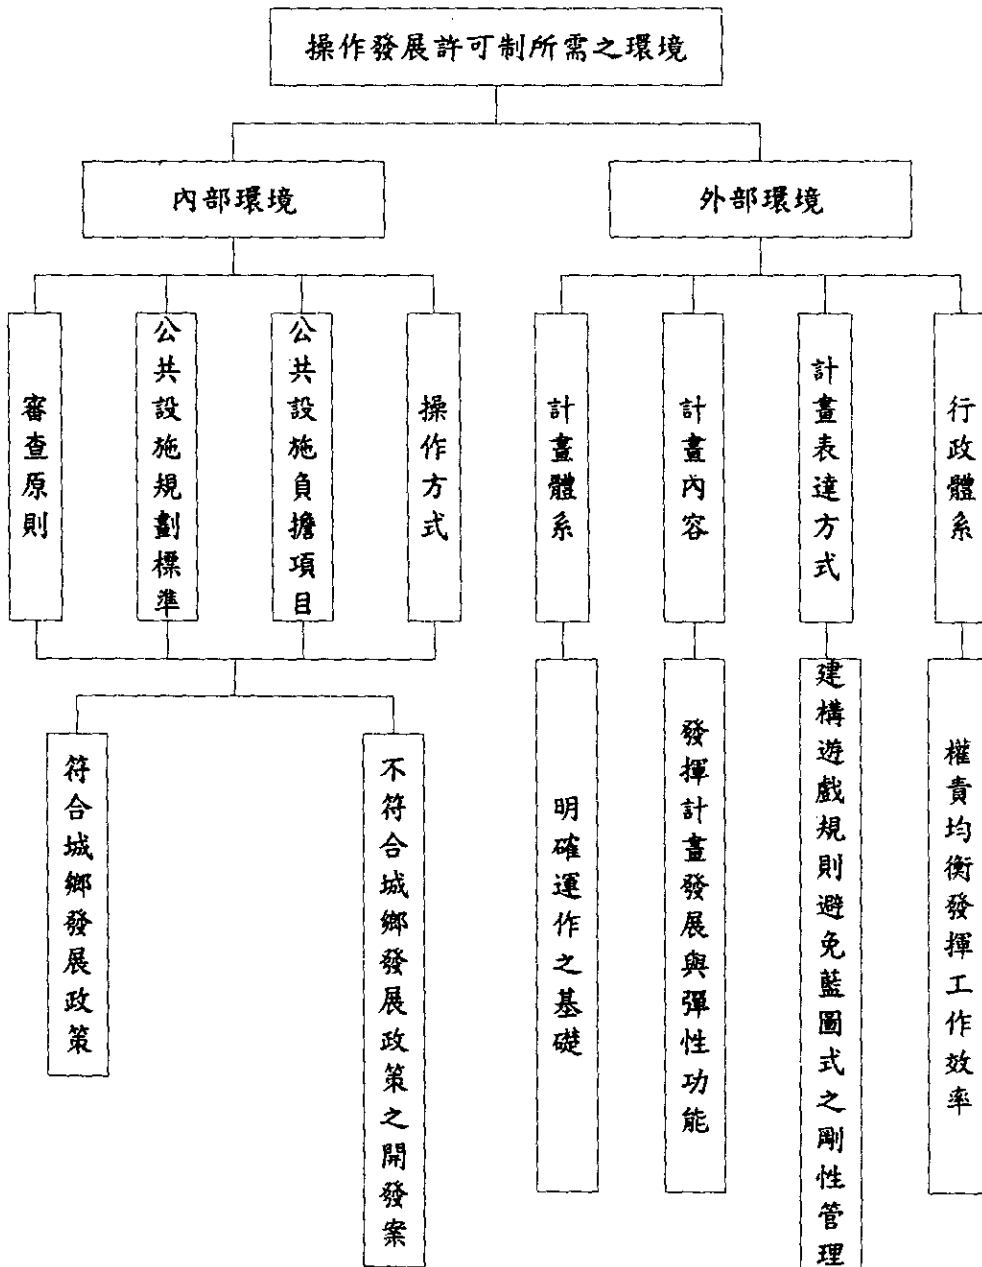 操作發展許可制所需之環境
內部環境
外部環境
審查原則
公共設施規劃標準
公共設施負擔項目
操作方式
計畫體系
計畫內容
計畫表達方式
行政體系
符合城鄉發展政策
不符合城鄉發展政策之開發案
明確運作之基礎
發揮計畫發展與彈性功能
建構遊戲規則避免藍圖式之剛性管理
權責均衡發揮工作效率